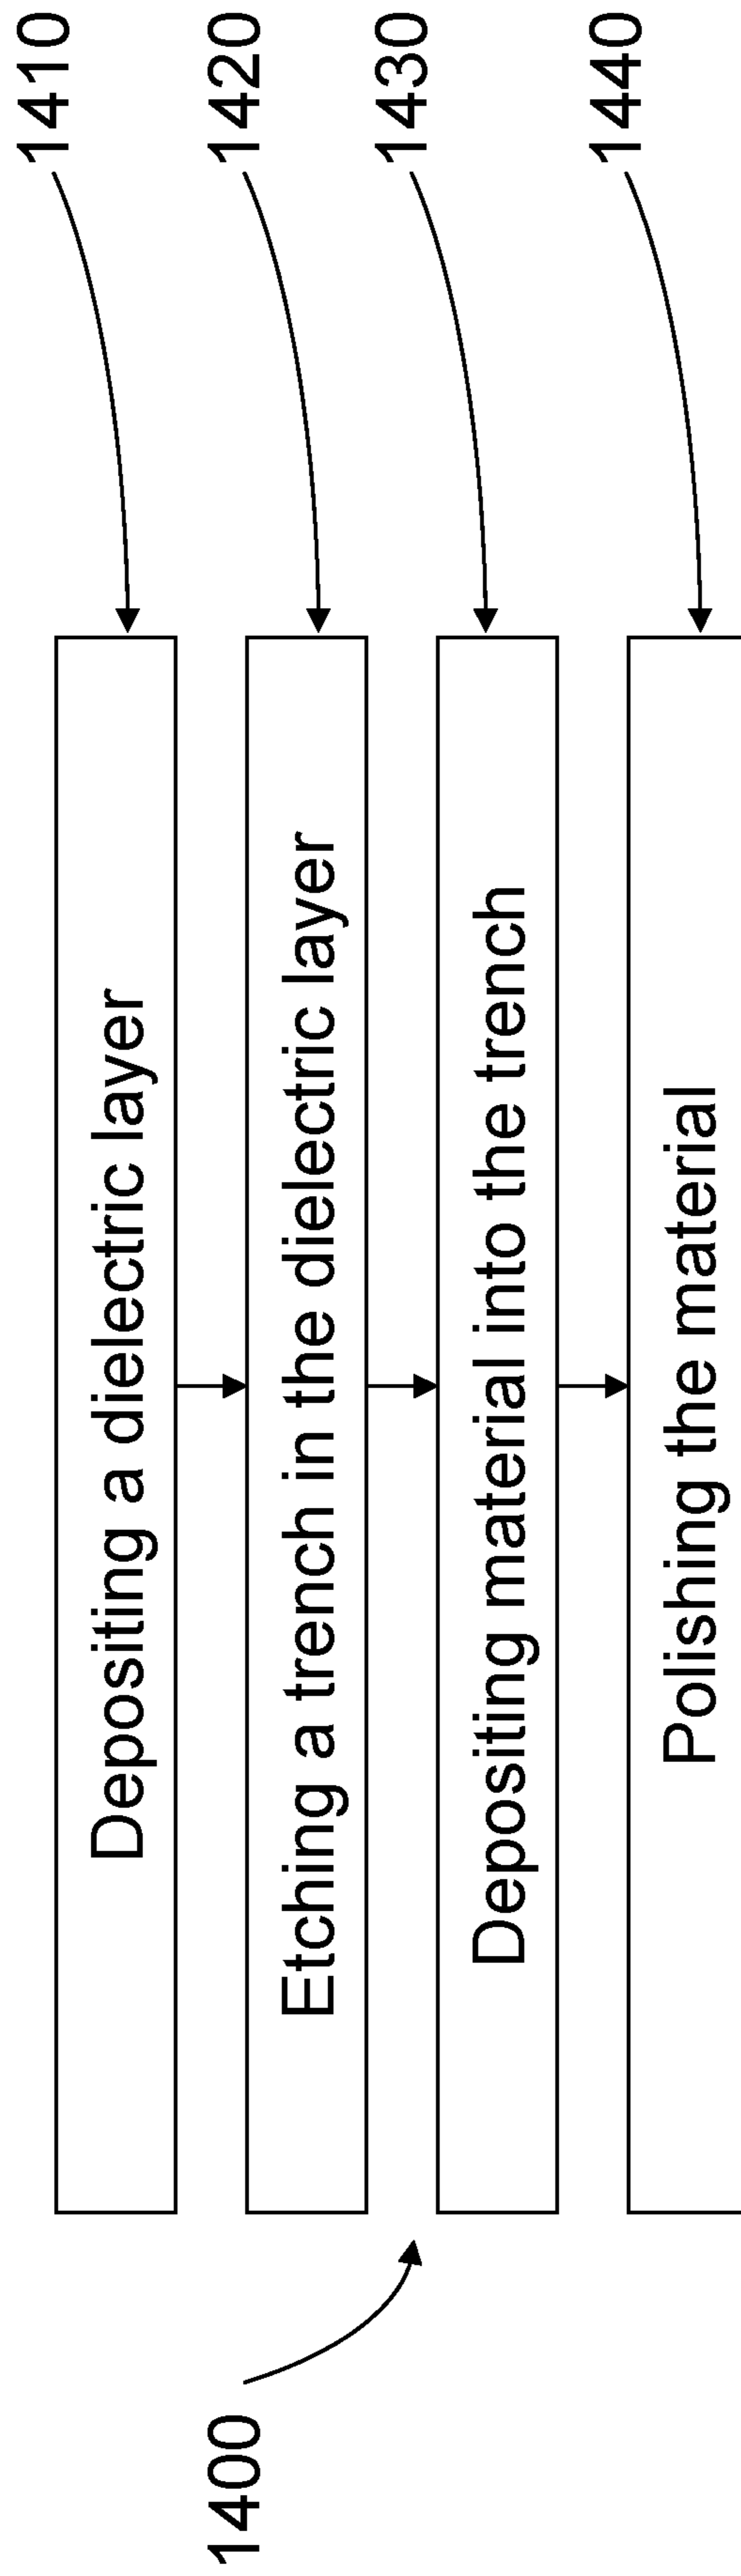 1400
Depositing a dielectric layer
1410
Etching a trench in the dielectric layer
1420
Depositing material into the trench
1430
Polishing the material
1440